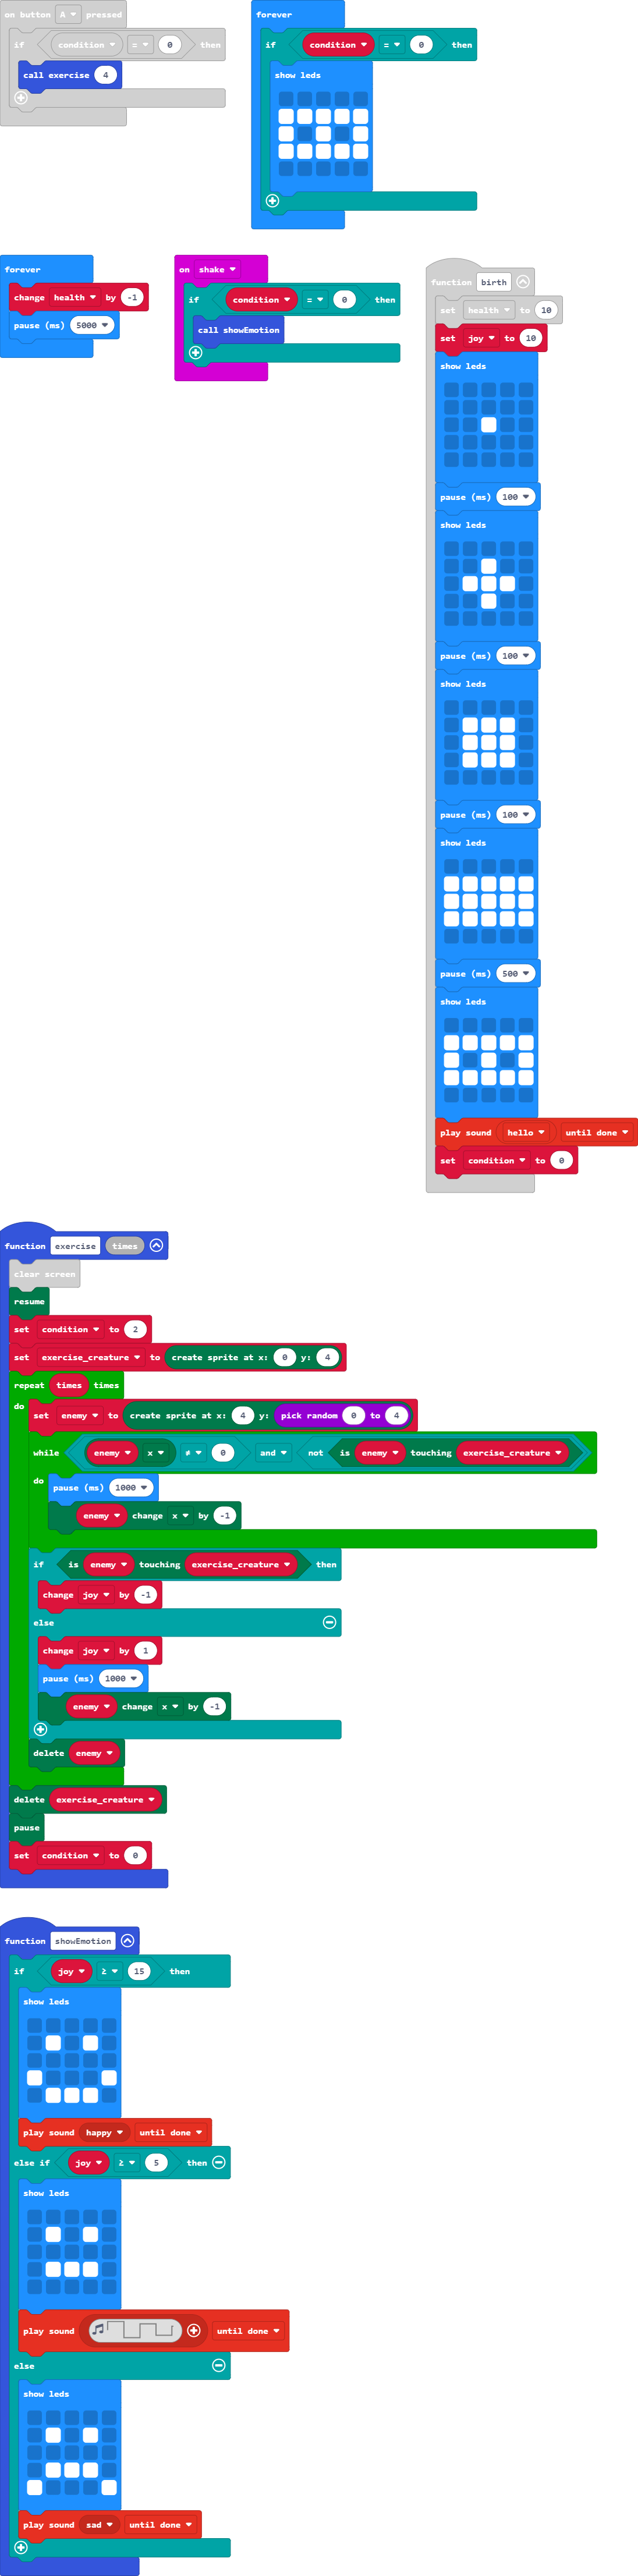 on button A pressed
if condition = 0 then
call exercise 4
forever
if condition = 0 then
show leds
forever
change health by -1
pause (ms) 5000
on shake
if condition = 0 then
call showEmotion
function birth
set health to 10
set joy to 10
show leds
pause (ms) 100
show leds
pause (ms) 100
show leds
pause (ms) 100
show leds
pause (ms) 500
show leds
play sound hello until done
set condition to 0
function exercise times
clear screen
resume
set condition to 2
set exercise_creature to create sprite at x: 0 y: 4
repeat times times
do
set enemy to create sprite at x: 4 y: pick random 0 to 4
while enemy x ≠ 0 and not is enemy touching exercise_creature
do
pause (ms) 1000
enemy change x by -1
if is enemy touching exercise_creature then
change joy by -1
else
change joy by 1
pause (ms) 1000
enemy change x by -1
delete enemy
delete exercise_creature
pause
set condition to 0
function showEmotion
if joy ≥ 15 then
show leds
play sound happy until done
else if joy ≥ 5 then
show leds
play sound until done
else
show leds
play sound sad until done